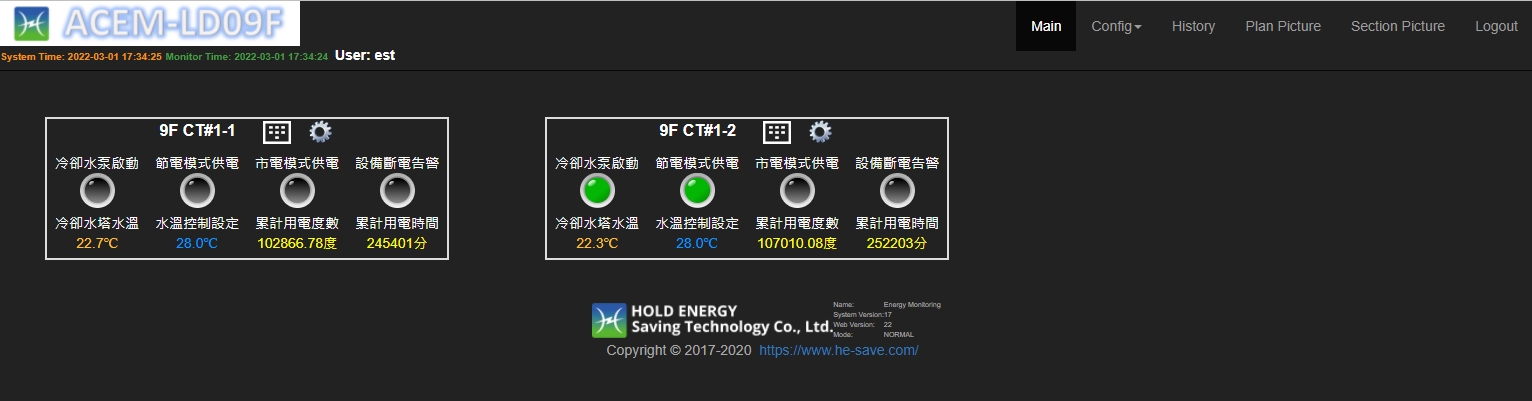 ACEM-LD09F
Main Config History Plan Picture Section Picture Logout
System Time: 2022-03-01 17:34:25 Monitor Time: 2022-03-01 17:34:24 User: est
9F CT#1-1
冷卻水泵啟動 節電模式供電 市電模式供電 設備斷電告警
冷卻水塔水溫 水溫控制設定 累計用電度數 累計用電時間
22.7℃ 28.0℃ 102866.78度 245401分
9F CT#1-2
冷卻水泵啟動 節電模式供電 市電模式供電 設備斷電告警
冷卻水塔水溫 水溫控制設定 累計用電度數 累計用電時間
22.3℃ 28.0℃ 107010.08度 252203分
HOLD ENERGY
Saving Technology Co., Ltd.
Name: Energy Monitoring
System Version:17
Web Version: 22
Mode: NORMAL
Copyright © 2017-2020 https://www.he-save.com/